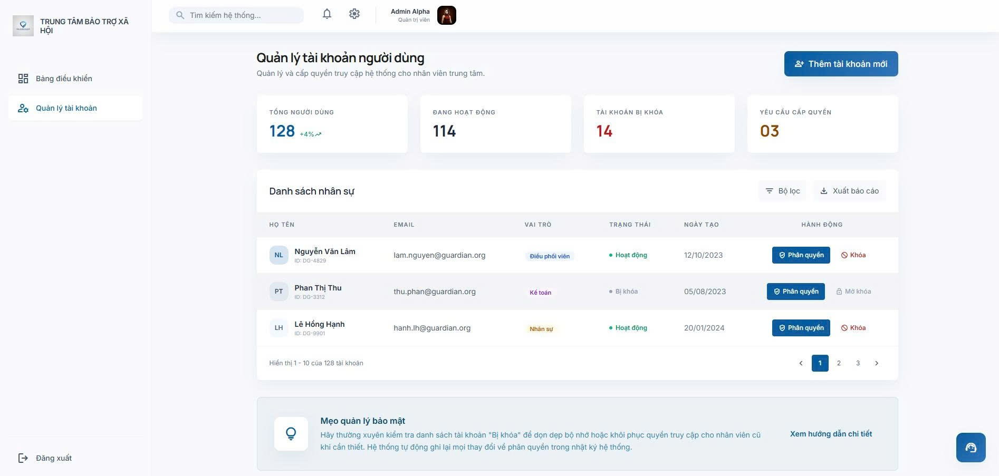 TRUNG TÂM BẢO TRỢ XÃ
HỘI
Tìm kiếm hệ thống...
Admin Alpha
Quản trị viên
Bảng điều khiển
Quản lý tài khoản
Đăng xuất
Quản lý tài khoản người dùng
Quản lý và cấp quyền truy cập hệ thống cho nhân viên trung tâm.
Thêm tài khoản mới
TỔNG NGƯỜI DÙNG
128 +4%
ĐANG HOẠT ĐỘNG
114
TÀI KHOẢN BỊ KHÓA
14
YÊU CẦU CẤP QUYỀN
03
Danh sách nhân sự
Bộ lọc
Xuất báo cáo
HỌ TÊN EMAIL VAI TRÒ TRẠNG THÁI NGÀY TẠO HÀNH ĐỘNG
NL Nguyễn Văn Lâm lam.nguyen@guardian.org Điều phối viên Hoạt động 12/10/2023 Phân quyền Khóa
ID: DG-4829
PT Phan Thị Thu thu.phan@guardian.org Kế toán Bị khóa 05/08/2023 Phân quyền Mở khóa
ID: DG-3312
LH Lê Hồng Hạnh hanh.lh@guardian.org Nhân sự Hoạt động 20/01/2024 Phân quyền Khóa
ID: DG-9901
Hiển thị 1 - 10 của 128 tài khoản
1 2 3
Mẹo quản lý bảo mật
Hãy thường xuyên kiểm tra danh sách tài khoản "Bị khóa" để dọn dẹp bộ nhớ hoặc khôi phục quyền truy cập cho nhân viên cũ
khi cần thiết. Hệ thống tự động ghi lại mọi thay đổi về phân quyền trong nhật ký hệ thống.
Xem hướng dẫn chi tiết